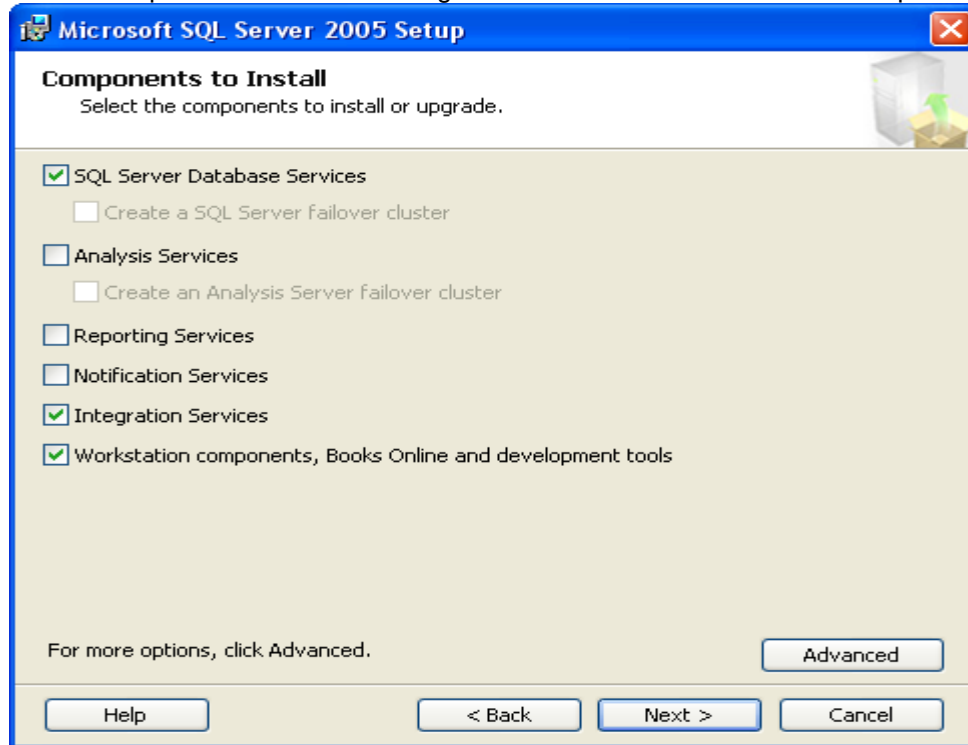 Microsoft SQL Server 2005 Setup
Components to Install
Select the components to install or upgrade.
SQL Server Database Services
Create a SQL Server failover cluster
Analysis Services
Create an Analysis Server failover cluster
Reporting Services
Notification Services
Integration Services
Workstation components, Books Online and development tools
For more options, click Advanced.
Advanced
Help
< Back
Next >
Cancel